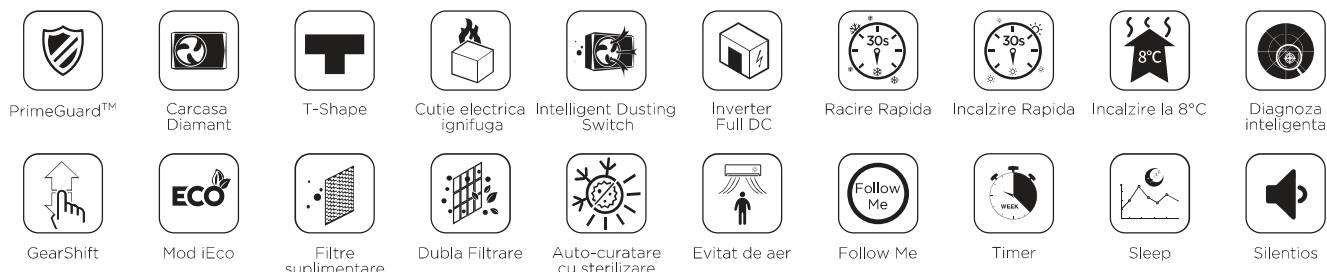 30s
30s
8°C
PrimeGuard™
Carcasa
Diamant
T-Shape
Cutie electrica
ignifuga
Intelligent Dusting
Switch
Inverter
Full DC
Racire Rapida
Incalzire Rapida
Incalzire la 8°C
Diagnoza
inteligenta
ECO
Follow
Me
WEEK
GearShift
Mod iEco
Filtre
suplimentare
Dubla Filtrare
Auto-curatare
cu sterilizare
Evitat de aer
Follow Me
Timer
Sleep
Silentios